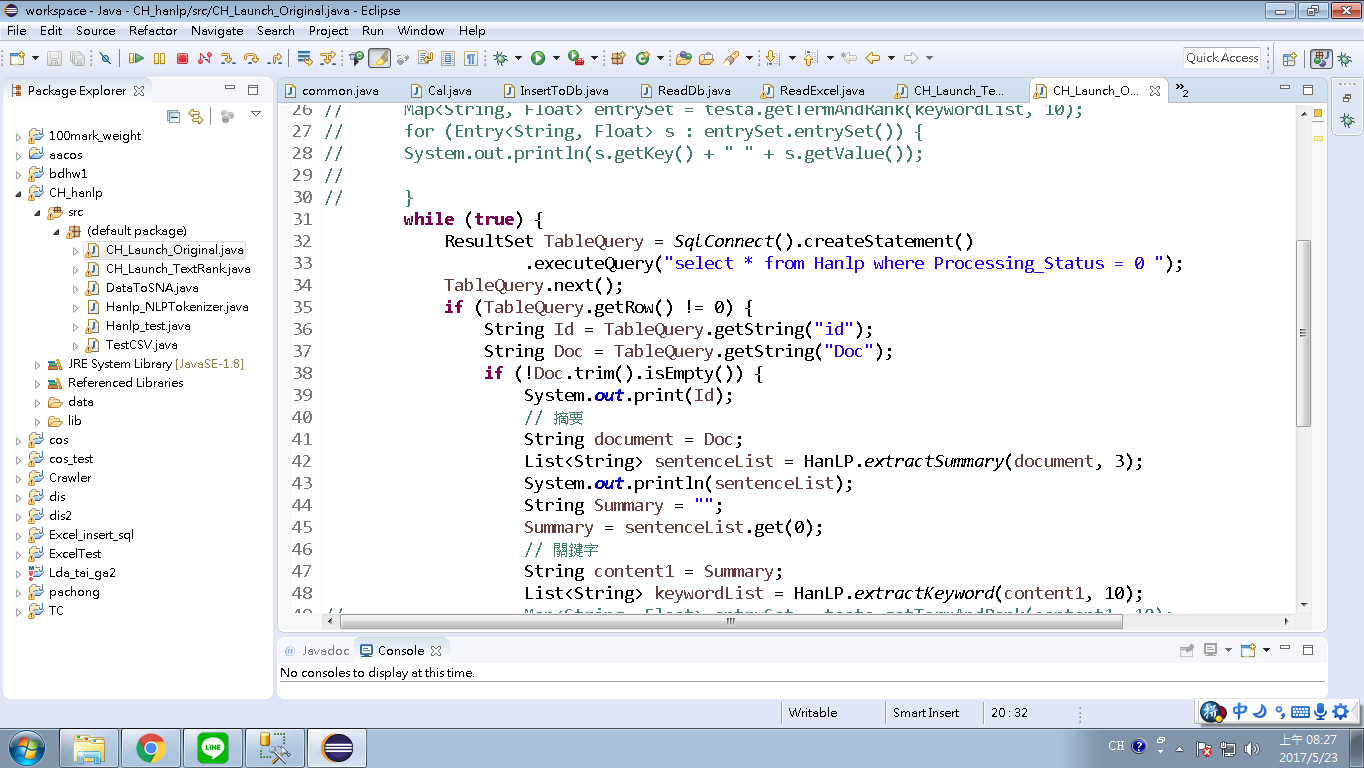 workspace - Java - CH_hanlp/src/CH_Launch_Original.java - Eclipse
File Edit Source Refactor Navigate Search Project Run Window Help
Quick Access
Package Explorer
common.java Cal.java InsertToDb.java ReadDb.java ReadExcel.java CH_Launch_Te... CH_Launch_O... »2
100mark_weight
aacos
bdhw1
CH_hanlp
src
(default package)
CH_Launch_Original.java
CH_Launch_TextRank.java
DataToSNA.java
Hanlp_NLPTokenizer.java
Hanlp_test.java
TestCSV.java
JRE System Library [JavaSE-1.8]
Referenced Libraries
data
lib
cos
cos_test
Crawler
dis
dis2
Excel_insert_sql
ExcelTest
Lda_tai_ga2
pachong
TC
26 // Map<String, Float> entrySet = testa.getTermAndRank(keywordList, 10);
27 // for (Entry<String, Float> s : entrySet.entrySet()) {
28 // System.out.println(s.getKey() + " " + s.getValue());
29 //
30 // }
31 while (true) {
32 ResultSet TableQuery = SqlConnect().createStatement()
33 .executeQuery("select * from Hanlp where Processing_Status = 0 ");
34 TableQuery.next();
35 if (TableQuery.getRow() != 0) {
36 String Id = TableQuery.getString("id");
37 String Doc = TableQuery.getString("Doc");
38 if (!Doc.trim().isEmpty()) {
39 System.out.print(Id);
40 // 摘要
41 String document = Doc;
42 List<String> sentenceList = HanLP.extractSummary(document, 3);
43 System.out.println(sentenceList);
44 String Summary = "";
45 Summary = sentenceList.get(0);
46 // 關鍵字
47 String content1 = Summary;
48 List<String> keywordList = HanLP.extractKeyword(content1, 10);
49 // Map<String, Float> entrySet = testa.getTermAndRank(content1, 10);
@ Javadoc Console
No consoles to display at this time.
Writable Smart Insert 20 : 32
中
LINE
CH
上午 08:27
2017/5/23